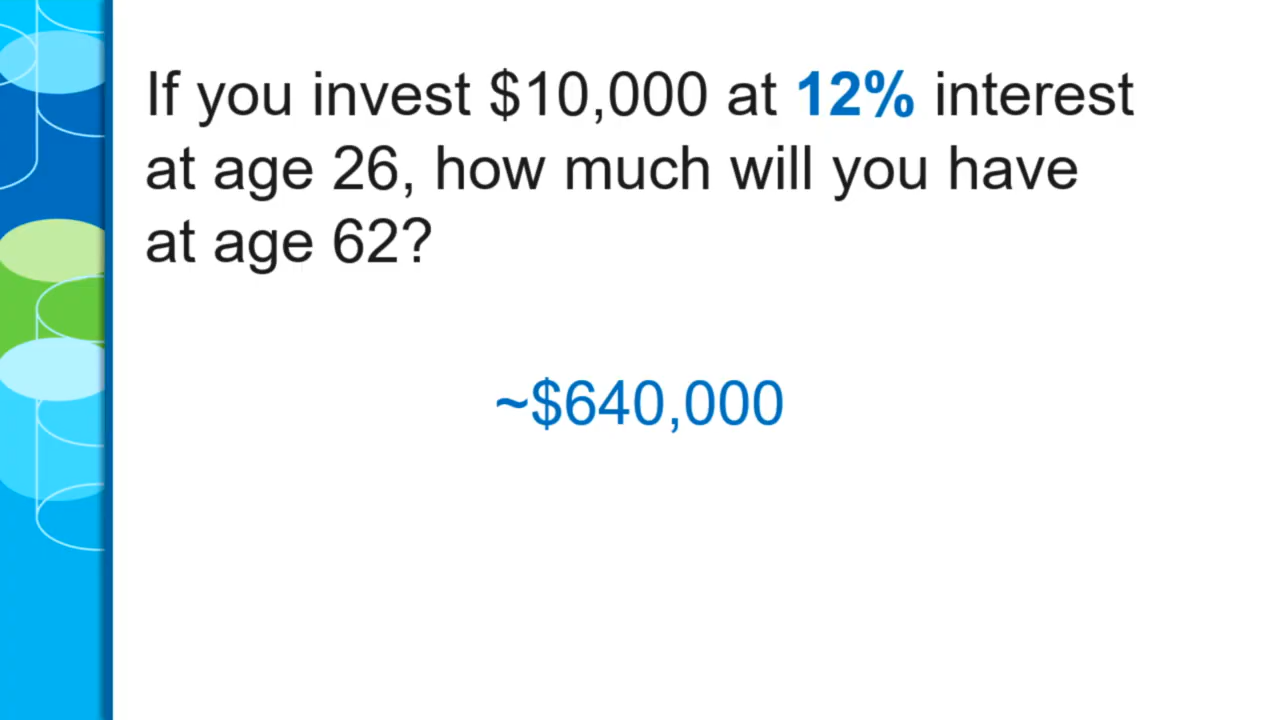 If you invest $10,000 at 12% interest
at age 26, how much will you have
at age 62?
~$640,000